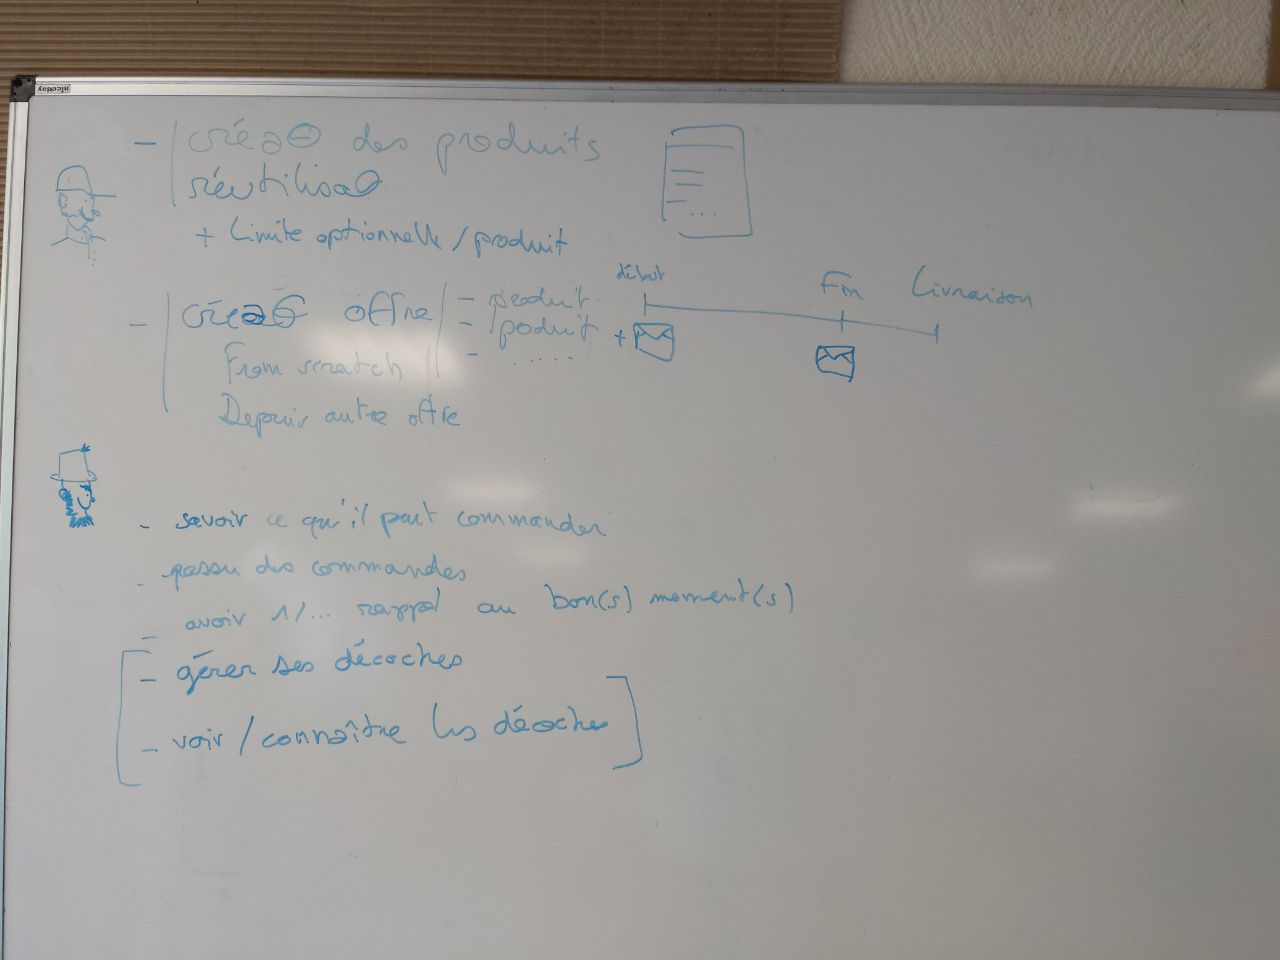 niceday
- créa⊖ des produits
réutilisa⊖
+ Limite optionnelle / produit
début
Fin
Livraison
- créa⊖ offre
- produit
- produit
- .....
+
From scratch
Depuis autre offre
- savoir ce qu'il peut commander
- passer des commandes
- avoir 1/... rappel au bon(s) moment(s)
- gérer ses décoches
- voir / connaître les décoches